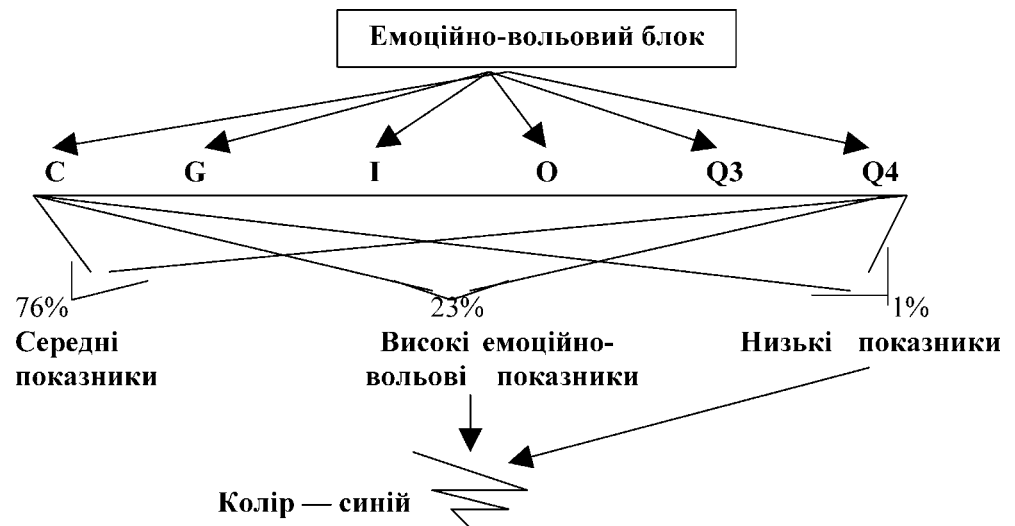 Емоційно-вольовий блок
C G I O Q3 Q4
76% 23% 1%
Середні Високі емоційно- Низькі показники
показники вольові показники
Колір — синій